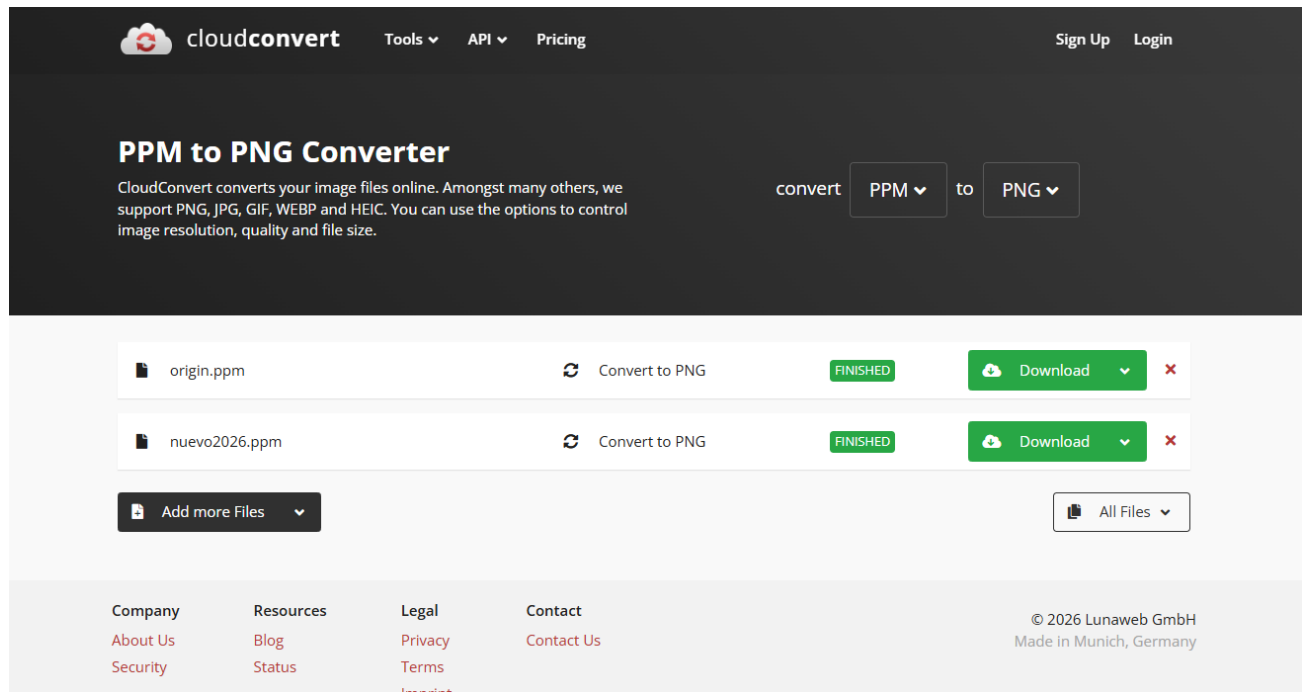 cloudconvert Tools API Pricing Sign Up Login
PPM to PNG Converter
CloudConvert converts your image files online. Amongst many others, we
support PNG, JPG, GIF, WEBP and HEIC. You can use the options to control
image resolution, quality and file size.
convert PPM to PNG
origin.ppm Convert to PNG FINISHED Download
nuevo2026.ppm Convert to PNG FINISHED Download
Add more Files All Files
Company Resources Legal Contact
About Us Blog Privacy Contact Us
Security Status Terms
Imprint
© 2026 Lunaweb GmbH
Made in Munich, Germany